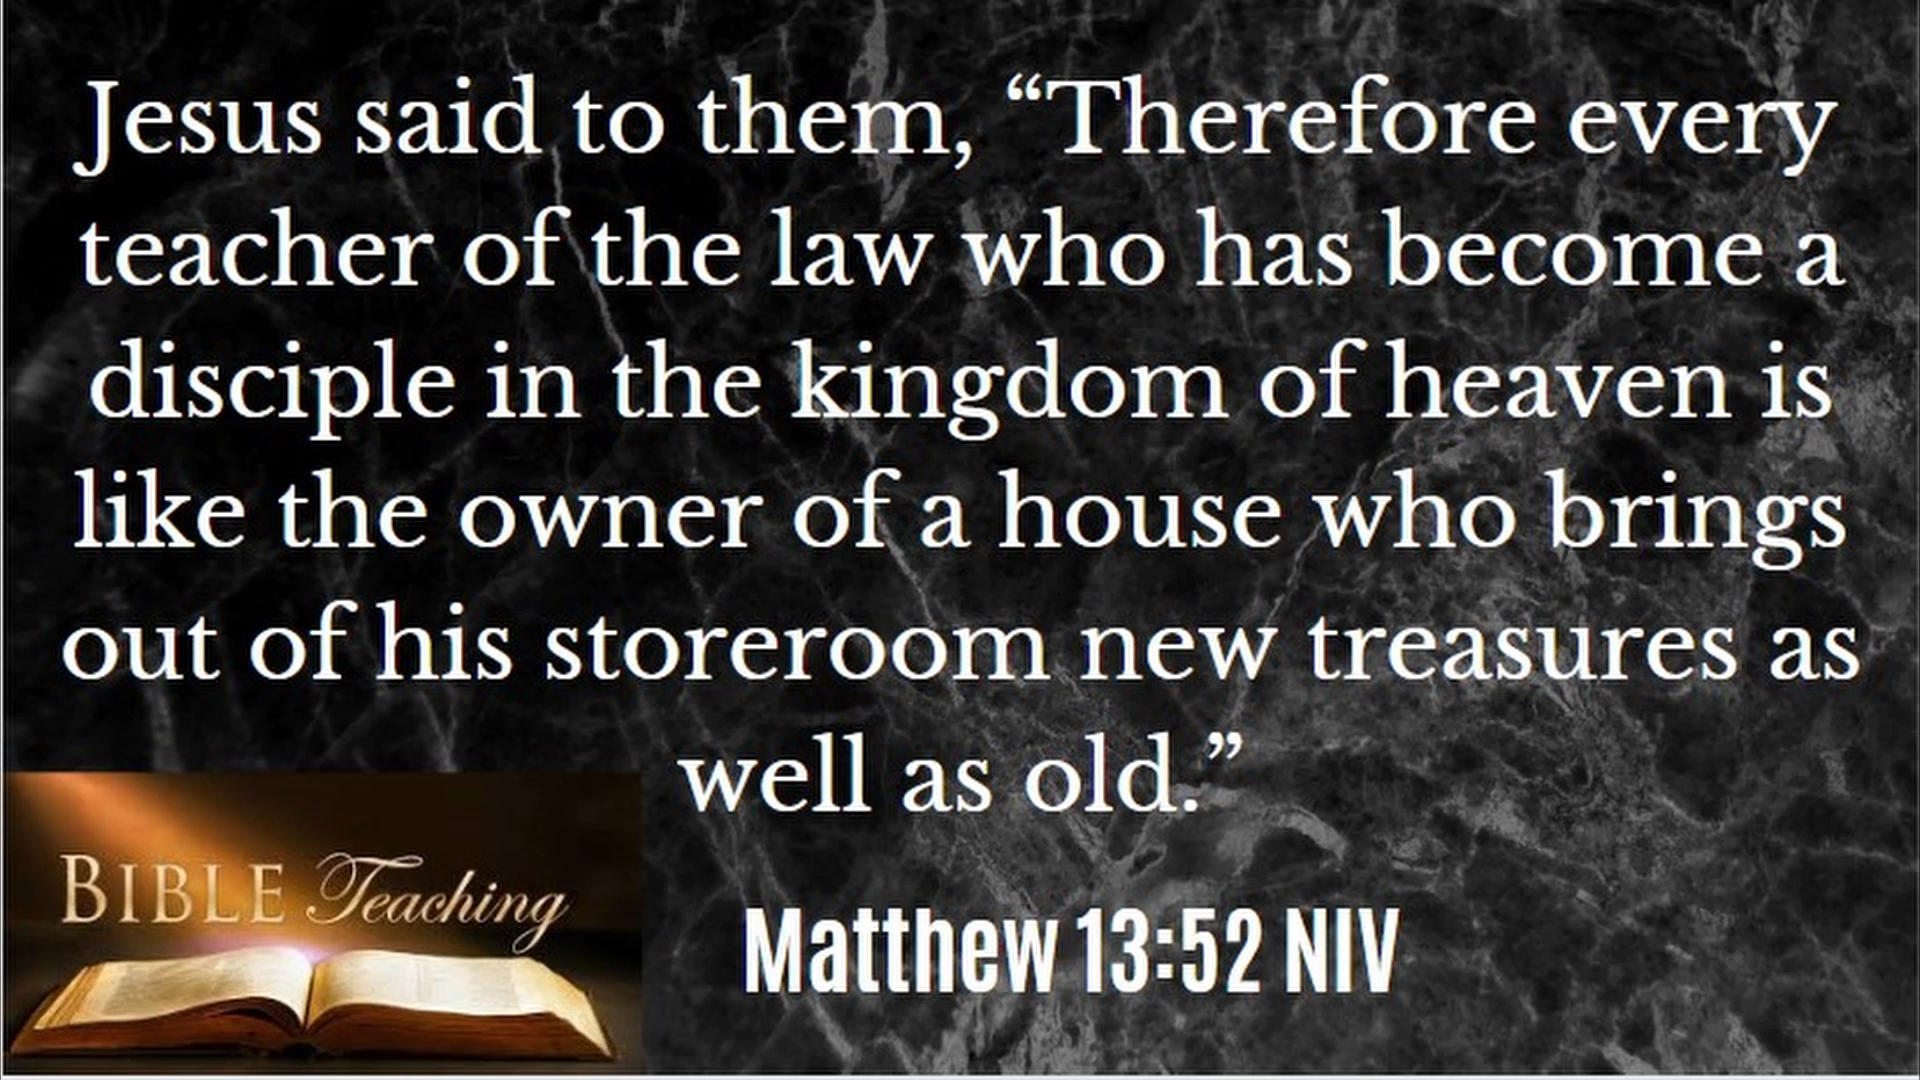 Jesus said to them, “Therefore every
teacher of the law who has become a
disciple in the kingdom of heaven is
like the owner of a house who brings
out of his storeroom new treasures as
well as old.”
BIBLE Teaching
Matthew 13:52 NIV